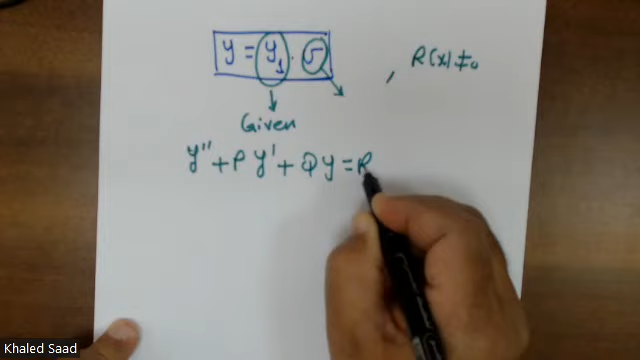 y = y₁ . v
, R(x) ≠ 0
Given
y'' + P y' + Q y = R
Khaled Saad